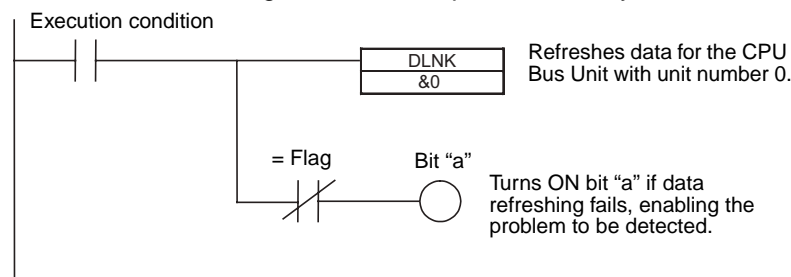 Execution condition
DLNK
&0
Refreshes data for the CPU
Bus Unit with unit number 0.
= Flag
Bit “a”
Turns ON bit “a” if data
refreshing fails, enabling the
problem to be detected.